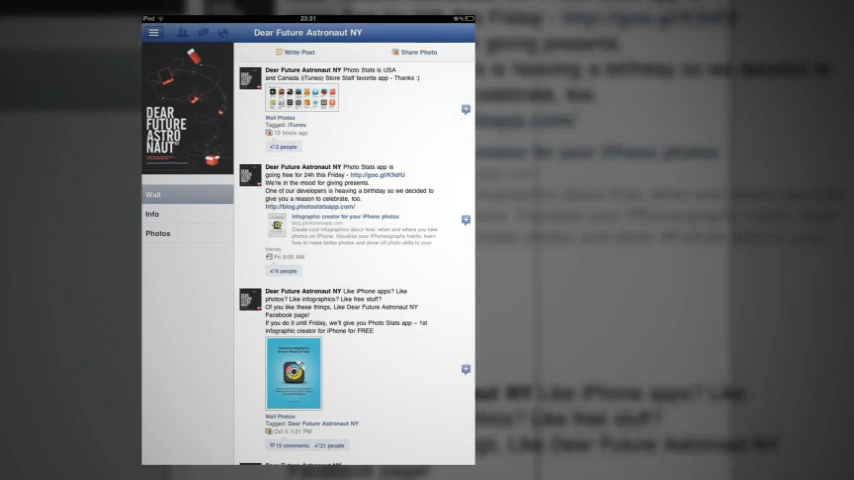 iPad
23:21
Dear Future Astronaut NY
Write Post
Share Photo
DEAR
FUTURE
ASTRO
NAUT NY
Dear Future Astronaut NY Photo Stats is USA
and Canada (iTunes) Store Staff favorite app - Thanks :)
Wall Photos
Tagged: iTunes
13 hours ago
2 people
Wall
Info
Photos
Dear Future Astronaut NY Photo Stats app is
going free for 24h this Friday -
We're in the mood for giving presents.
One of our developers is heaving a birthday so we decided to
give you a reason to celebrate, too.
http://blog.photostatsapp.com/
Infographic creator for your iPhone photos
blog.photostatsapp.com
Create cool infographics about how, when and where you take
photos on iPhone. Visualize your iPhoneography habits, learn
how to make better photos and show off photo skills to your
friends.
Fri 9:09 AM
6 people
Dear Future Astronaut NY Like iPhone apps? Like
photos? Like infographics? Like free stuff?
Of you like these things, Like Dear Future Astronaut NY
Facebook page!
If you do it until Friday, we'll give you Photo Stats app – 1st
infographic creator for iPhone for FREE
Wall Photos
Tagged: Dear Future Astronaut NY
Oct 5 1:21 PM
13 comments
21 people